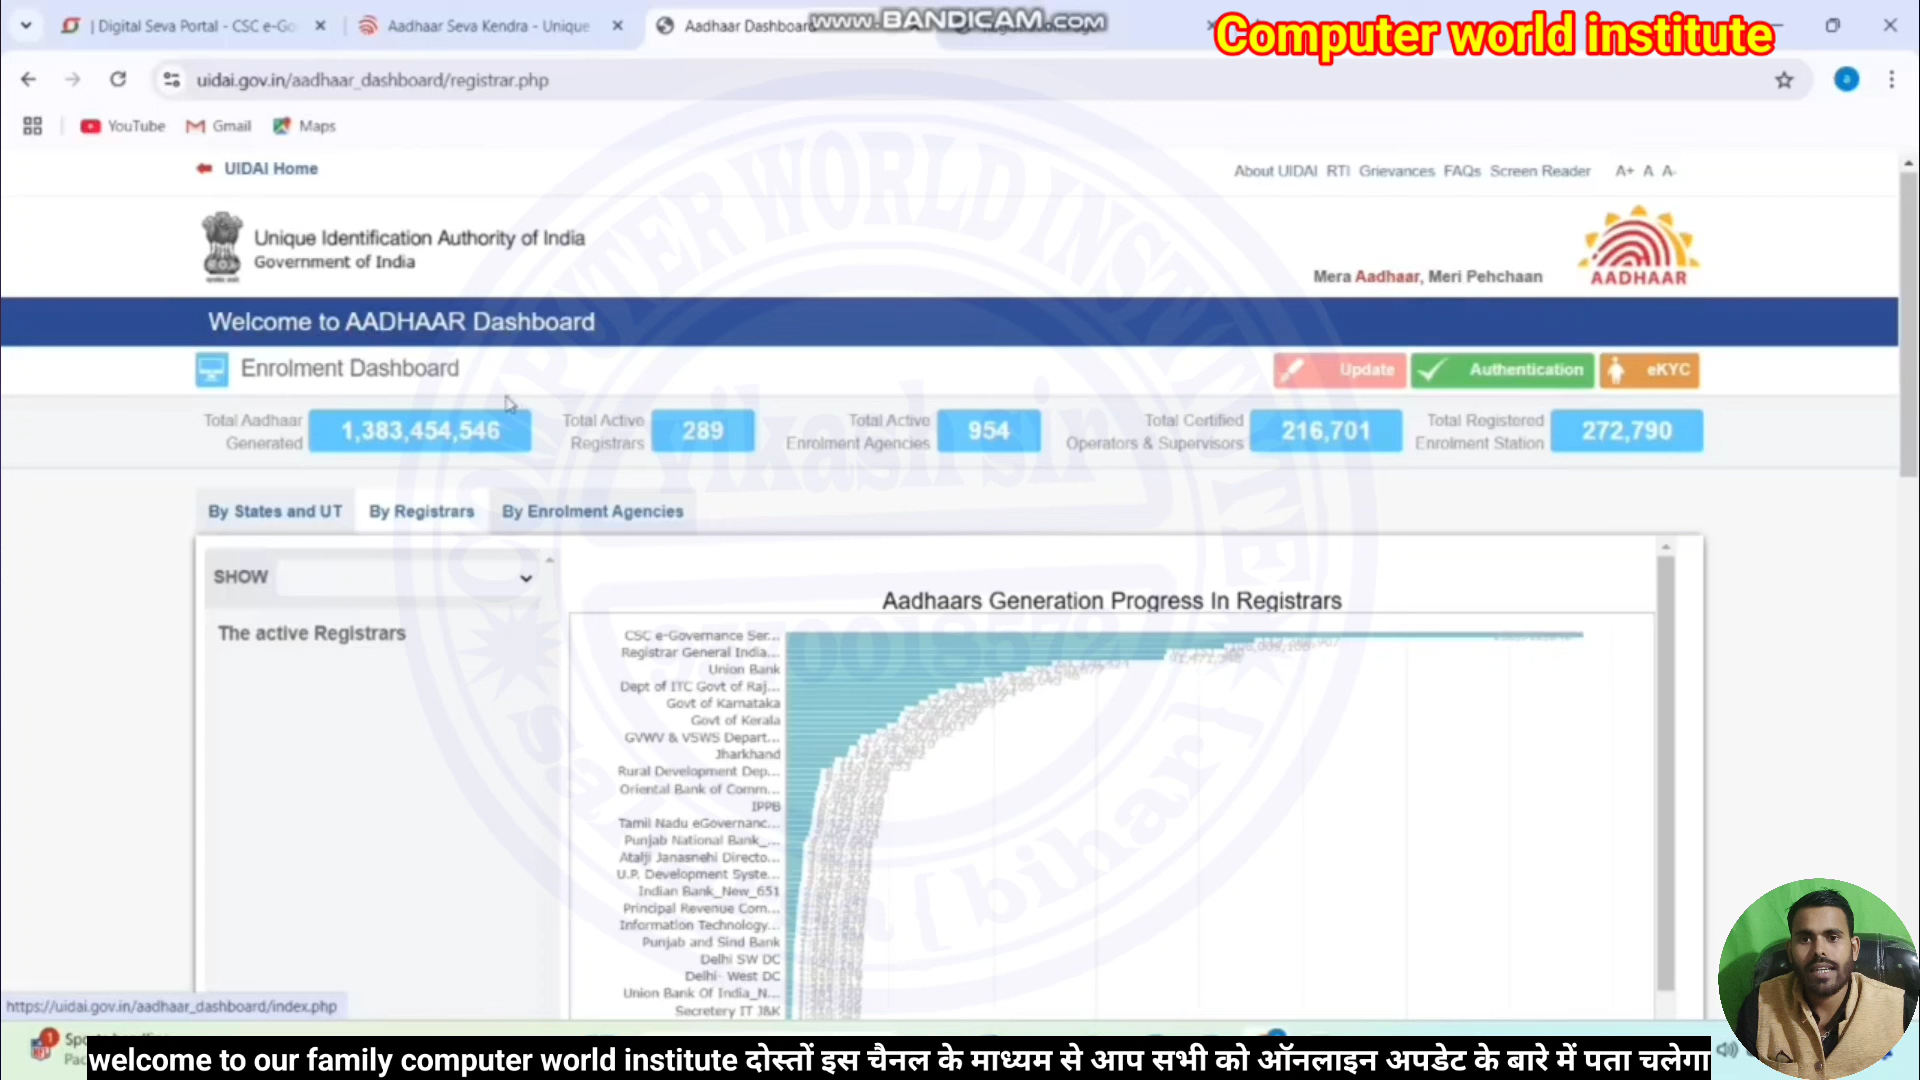 | Digital Seva Portal - CSC e-Go
Aadhaar Seva Kendra - Unique
Aadhaar Dashboard
www.BANDICAM.com
Computer world institute
uidai.gov.in/aadhaar_dashboard/registrar.php
YouTube
Gmail
Maps
UIDAI Home
About UIDAI RTI Grievances FAQs Screen Reader A+ A A-
Unique Identification Authority of India
Government of India
Mera Aadhaar, Meri Pehchaan
AADHAAR
Welcome to AADHAAR Dashboard
Enrolment Dashboard
Update
Authentication
eKYC
Total Aadhaar Generated 1,383,454,546
Total Active Registrars 289
Total Active Enrolment Agencies 954
Total Certified Operators & Supervisors 216,701
Total Registered Enrolment Station 272,790
By States and UT
By Registrars
By Enrolment Agencies
SHOW
The active Registrars
Aadhaars Generation Progress In Registrars
CSC e-Governance Ser...
Registrar General India...
Union Bank
Dept of ITC Govt of Raj...
Govt of Karnataka
Govt of Kerala
GVWV & VSWS Depart...
Jharkhand
Rural Development Dep...
Oriental Bank of Comm...
IPPB
Tamil Nadu eGovernanc...
Punjab National Bank_...
Atalji Janasnehi Directo...
U.P. Development Syste...
Indian Bank_New_651
Principal Revenue Com...
Information Technology...
Punjab and Sind Bank
Delhi SW DC
Delhi- West DC
Union Bank Of India_N...
Secretery IT J&K
COMPUTER WORLD INSTITUTE
vikash sir
https://uidai.gov.in/aadhaar_dashboard/index.php
welcome to our family computer world institute दोस्तों इस चैनल के माध्यम से आप सभी को ऑनलाइन अपडेट के बारे में पता चलेगा